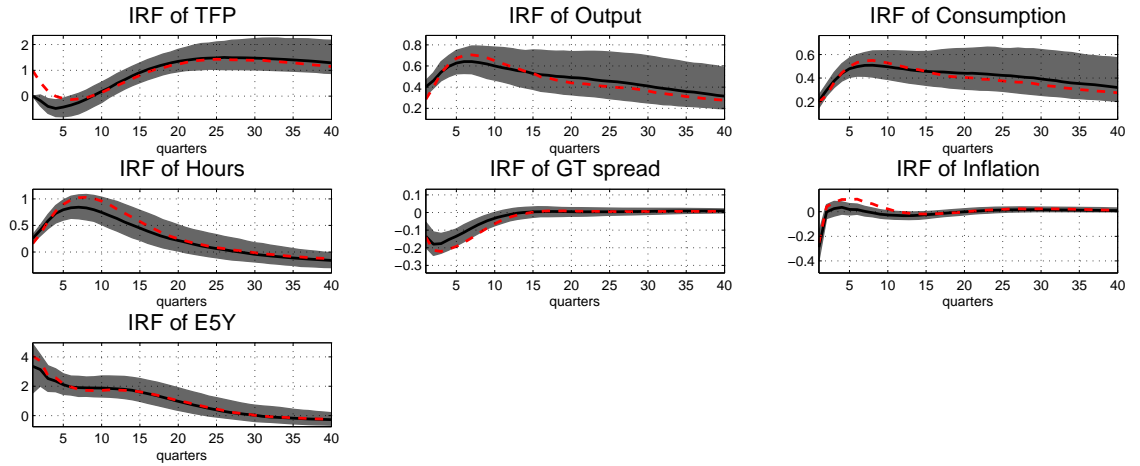 IRF of TFP
2
1
0
5 10 15 20 25 30 35 40
quarters
IRF of Output
0.8
0.6
0.4
0.2
5 10 15 20 25 30 35 40
quarters
IRF of Consumption
0.6
0.4
0.2
5 10 15 20 25 30 35 40
quarters
IRF of Hours
1
0.5
0
5 10 15 20 25 30 35 40
quarters
IRF of GT spread
0.1
0
−0.1
−0.2
−0.3
5 10 15 20 25 30 35 40
quarters
IRF of Inflation
0
−0.2
−0.4
5 10 15 20 25 30 35 40
quarters
IRF of E5Y
4
2
0
5 10 15 20 25 30 35 40
quarters